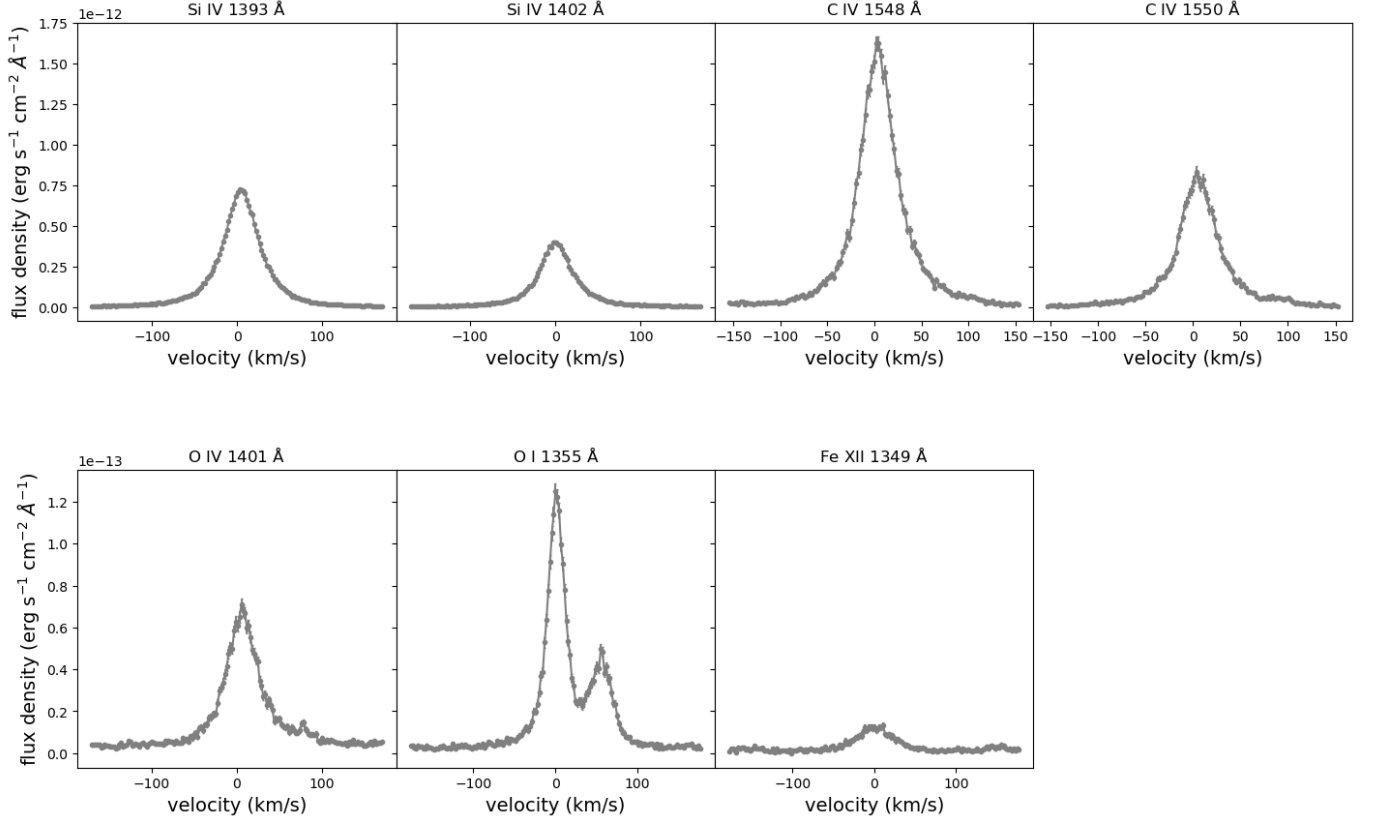 Si IV 1393 Å
Si IV 1402 Å
C IV 1548 Å
C IV 1550 Å
1e−12
flux density (erg s⁻¹ cm⁻² Å⁻¹)
1.75
1.50
1.25
1.00
0.75
0.50
0.25
0.00
−100 0 100
−100 0 100
−150 −100 −50 0 50 100 150
−150 −100 −50 0 50 100 150
velocity (km/s)
velocity (km/s)
velocity (km/s)
velocity (km/s)
O IV 1401 Å
O I 1355 Å
Fe XII 1349 Å
1e−13
flux density (erg s⁻¹ cm⁻² Å⁻¹)
1.2
1.0
0.8
0.6
0.4
0.2
0.0
−100 0 100
−100 0 100
−100 0 100
velocity (km/s)
velocity (km/s)
velocity (km/s)